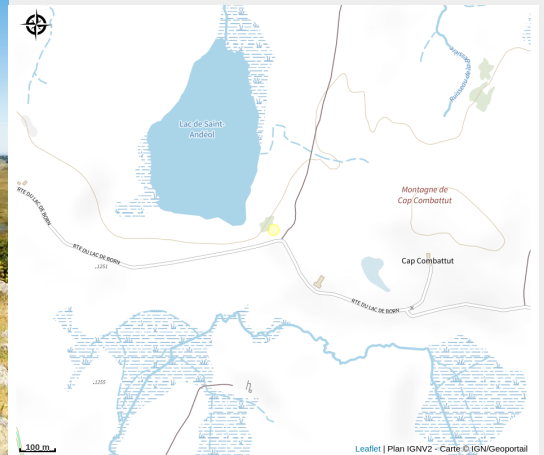 Lac de Saint-
Andéol
Montagne de
Cap Combattut
RTE DU LAC DE BORN
RTE DU LAC DE BORN
1251
Cap Combattut
RTE DU LAC DE BORN
1255
100 m
Leaflet | Plan IGNV2 - Carte © IGN/Geoportail